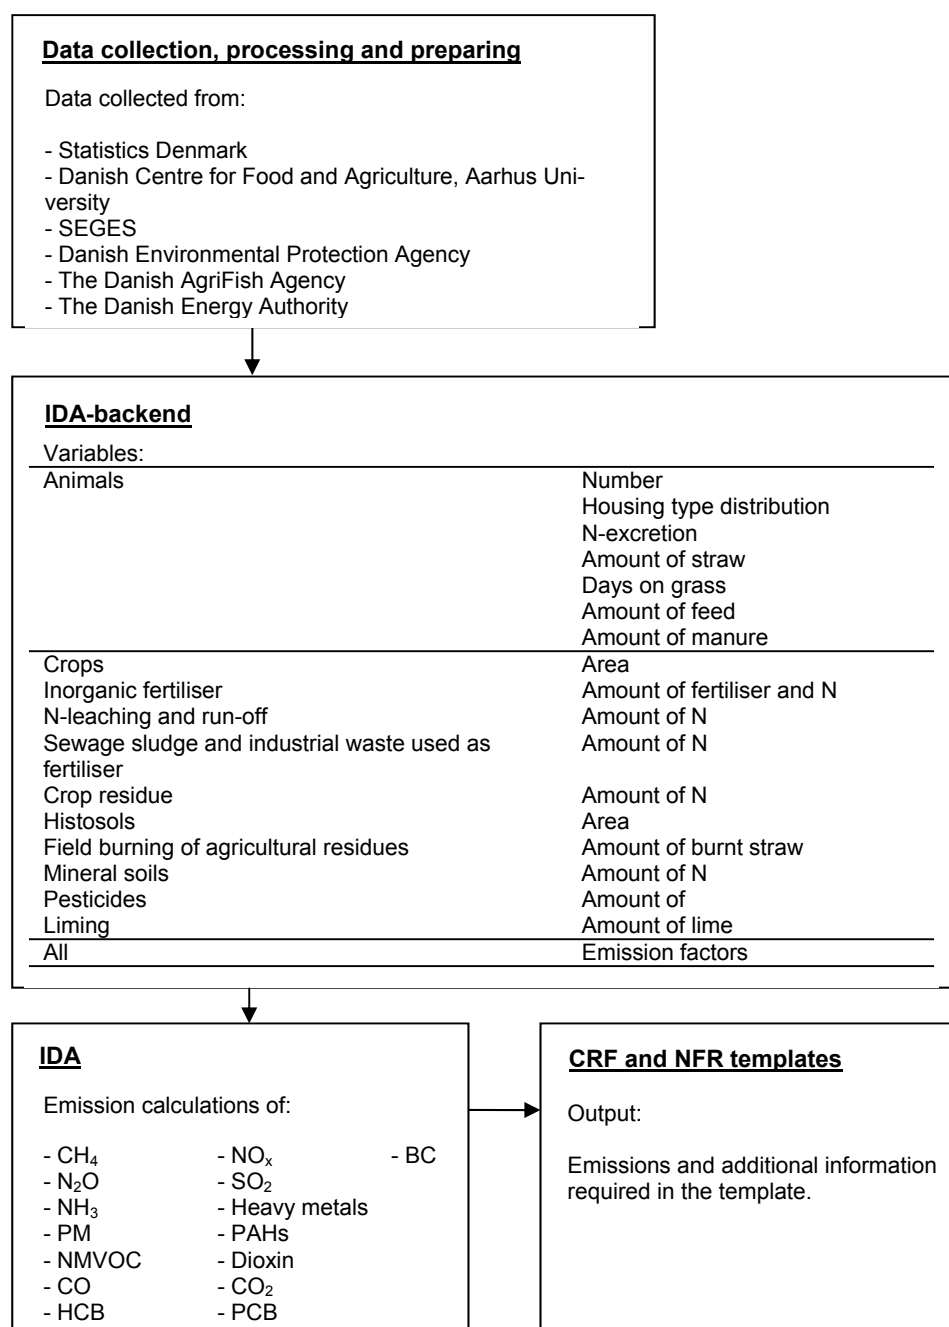 Data collection, processing and preparing
Data collected from:
- Statistics Denmark
- Danish Centre for Food and Agriculture, Aarhus Uni-
versity
- SEGES
- Danish Environmental Protection Agency
- The Danish AgriFish Agency
- The Danish Energy Authority
IDA-backend
Variables:
Animals Number
Housing type distribution
N-excretion
Amount of straw
Days on grass
Amount of feed
Amount of manure
Crops Area
Inorganic fertiliser Amount of fertiliser and N
N-leaching and run-off Amount of N
Sewage sludge and industrial waste used as Amount of N
fertiliser
Crop residue Amount of N
Histosols Area
Field burning of agricultural residues Amount of burnt straw
Mineral soils Amount of N
Pesticides Amount of
Liming Amount of lime
All Emission factors
IDA
Emission calculations of:
- CH₄ - NOₓ - BC
- N₂O - SO₂
- NH₃ - Heavy metals
- PM - PAHs
- NMVOC - Dioxin
- CO - CO₂
- HCB - PCB
CRF and NFR templates
Output:
Emissions and additional information
required in the template.